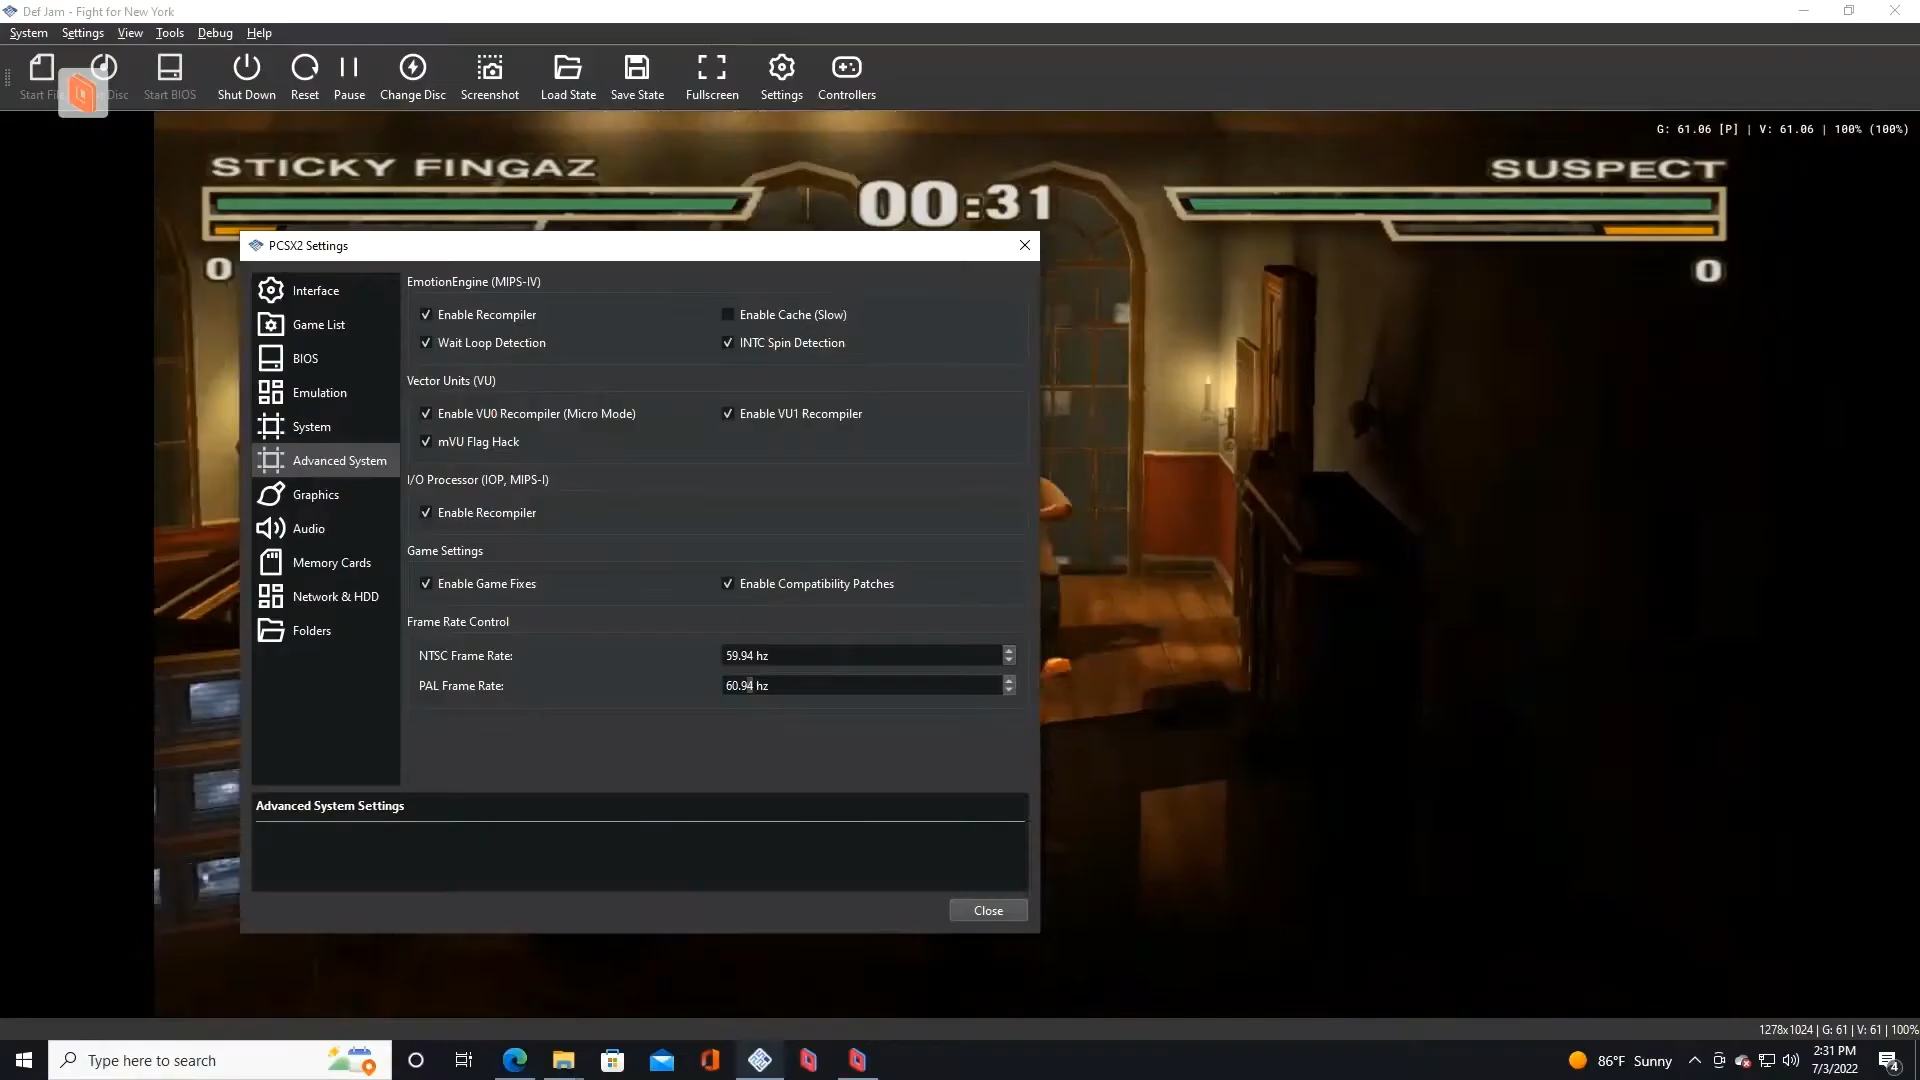 Def Jam - Fight for New York
System Settings View Tools Debug Help
Start BIOS Shut Down Reset Pause Change Disc Screenshot Load State Save State Fullscreen Settings Controllers
G: 61.06 [P] | V: 61.06 | 100% (100%)
STICKY FINGAZ 00:31 SUSPECT
0 0
PCSX2 Settings
Interface
Game List
BIOS
Emulation
System
Advanced System
Graphics
Audio
Memory Cards
Network & HDD
Folders
EmotionEngine (MIPS-IV)
Enable Recompiler Enable Cache (Slow)
Wait Loop Detection INTC Spin Detection
Vector Units (VU)
Enable VU0 Recompiler (Micro Mode) Enable VU1 Recompiler
mVU Flag Hack
I/O Processor (IOP, MIPS-I)
Enable Recompiler
Game Settings
Enable Game Fixes Enable Compatibility Patches
Frame Rate Control
NTSC Frame Rate: 59.94 hz
PAL Frame Rate: 60.94 hz
Advanced System Settings
Close
1278x1024 | G: 61 | V: 61 | 100%
Type here to search
86°F Sunny
2:31 PM
7/3/2022
4